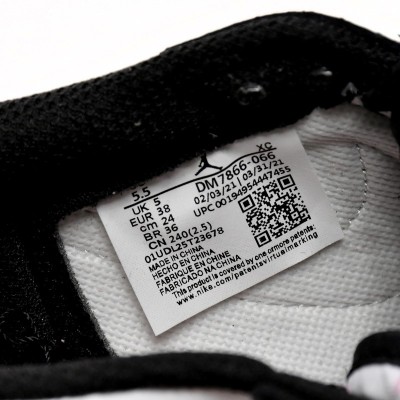 5.5
UK 5
EUR 38
cm 24
BR 36
CN 240(2.5)
01UDL25T23678
XC
DM7866-066
02/03/21 | 03/31/21
UPC 00194954447455
MADE IN CHINA
HECHO EN CHINA
FABRIQUE EN CHINE
FABRICADO NA CHINA
This product is covered by one or more patents:
www.nike.com/patentsvirtualmarking